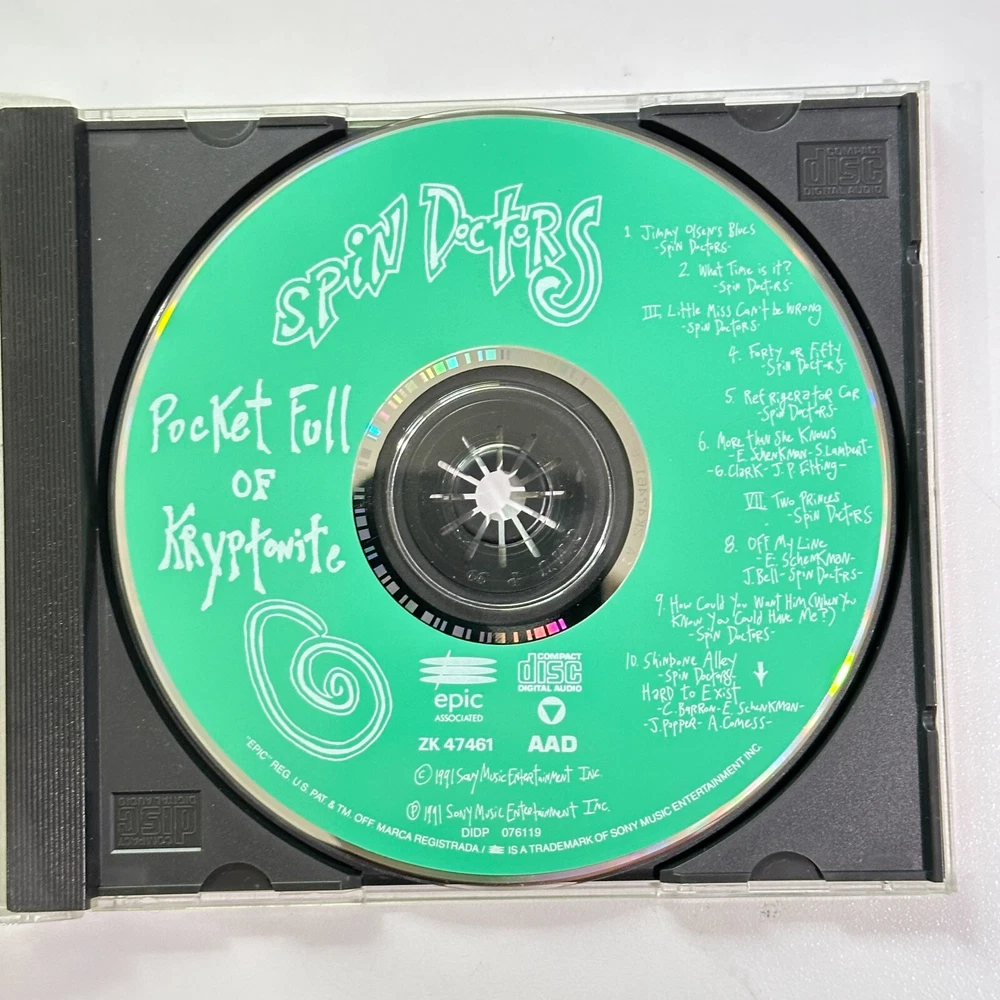 COMPACT
disc
DIGITAL AUDIO
SPiN DOCTORS
POCKET FULL
OF
KRYPTONITE
1 Jimmy Olsen's Blues
-Spin Doctors-
2. What Time is it?
-Spin Doctors-
III. Little Miss Can't be Wrong
-Spin Doctors-
4. Forty or Fifty
-Spin Doctors-
5. Refrigerator Car
-Spin Doctors-
6. More than She Knows
-E. Schenkman-S. Lambert-
-G. Clark-J.P. Fitting-
VII. Two Princes
-Spin Doctors
8. Off My Line
-E. Schenkman-
J. Bell-Spin Doctors-
9. How Could You Want Him (When You
Know You Could Have Me?)
-Spin Doctors-
10. Shinbone Alley
-Spin Doctors-
Hard to Exist
-C. Barron-E. Schenkman-
-J. Popper-A. Comess-
epic
ASSOCIATED
COMPACT
disc
DIGITAL AUDIO
ZK 47461
AAD
© 1991 Sony Music Entertainment Inc.
℗ 1991 Sony Music Entertainment Inc.
DIDP 076119
"EPIC" REG. U.S. PAT. & TM. OFF. MARCA REGISTRADA / IS A TRADEMARK OF SONY MUSIC ENTERTAINMENT INC.
COMPACT
disc
DIGITAL AUDIO